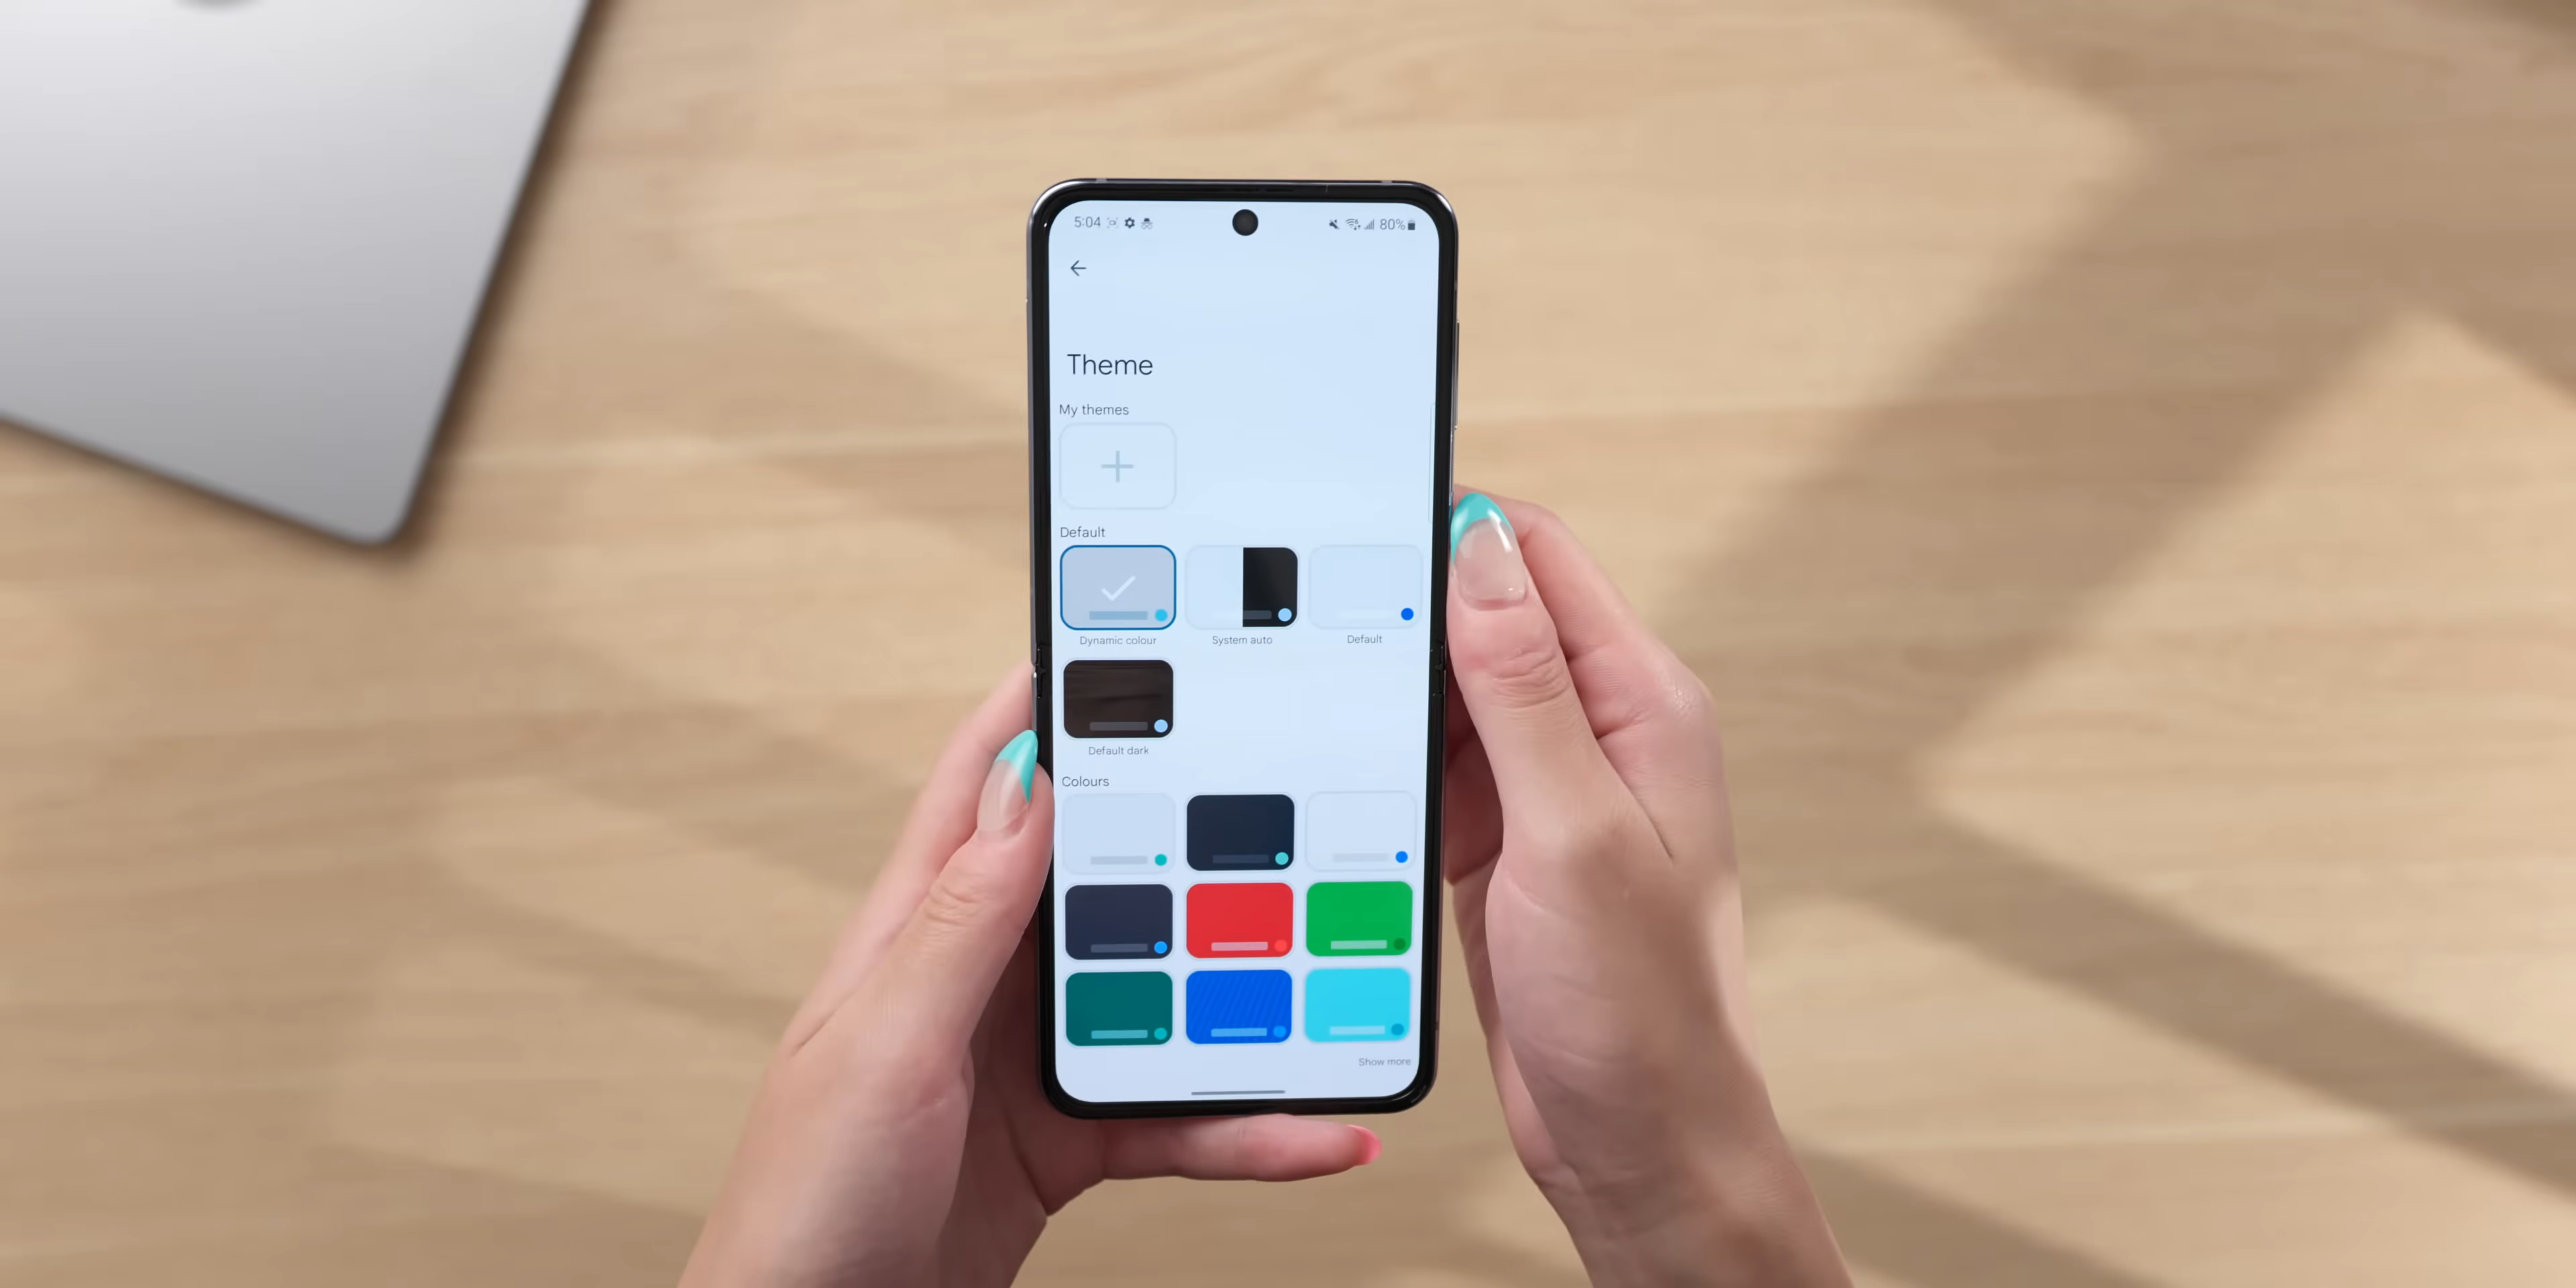 5:04 80%
Theme
My themes
Default
Dynamic colour System auto Default
Default dark
Colours
Show more